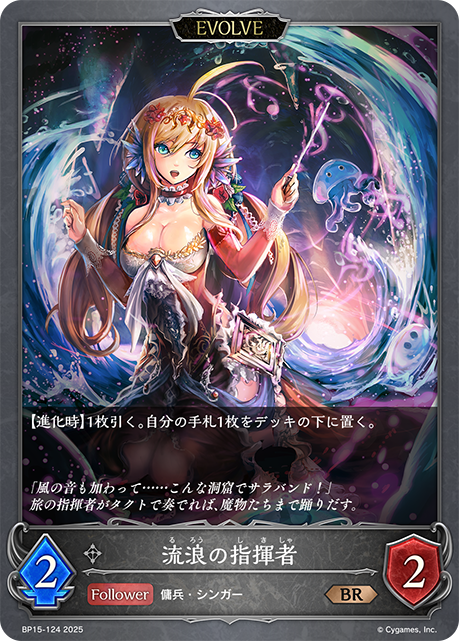 EVOLVE
【進化時】1枚引く。自分の手札1枚をデッキの下に置く。
「風の音も加わって……こんな洞窟でサラバンド！」
旅の指揮者がタクトで奏でれば、魔物たちまで踊りだす。
るろう しきしゃ
流浪の指揮者
2
Follower 傭兵・シンガー BR
2
BP15-124 2025 © Cygames, Inc.